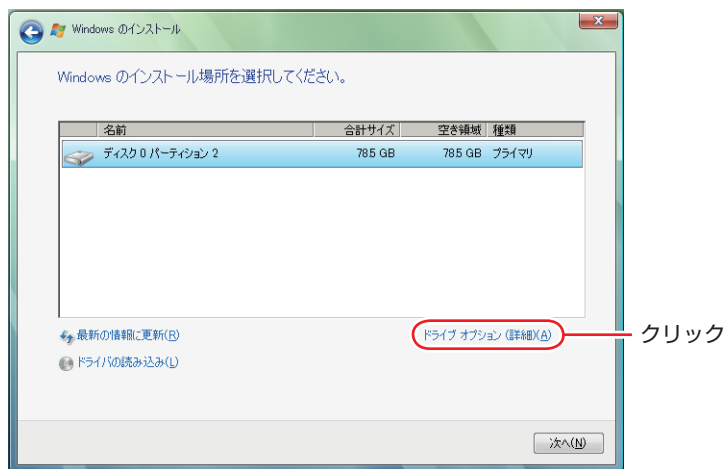 Windows のインストール
Windows のインストール場所を選択してください。
名前 合計サイズ 空き領域 種類
ディスク 0 パーティション 2 78.5 GB 78.5 GB プライマリ
最新の情報に更新(R) ドライブ オプション (詳細)(A) クリック
ドライバの読み込み(L)
次へ(N)